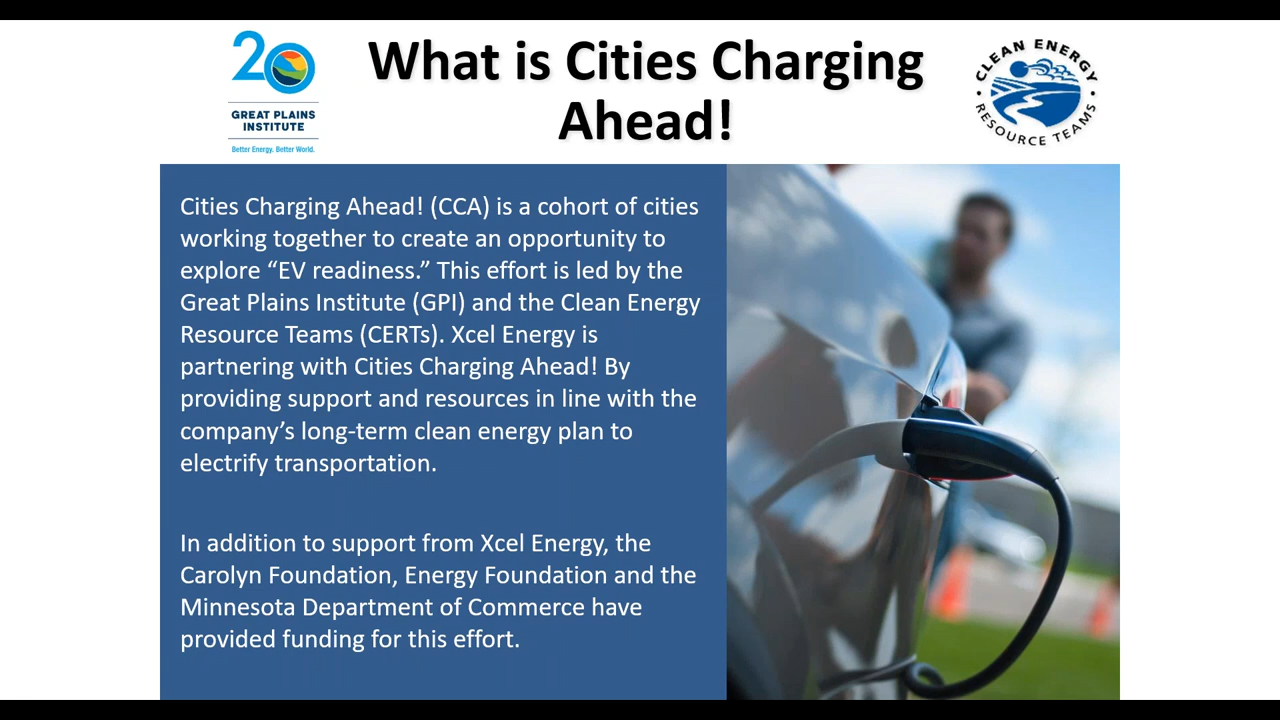 20
GREAT PLAINS
INSTITUTE
Better Energy. Better World.
What is Cities Charging
Ahead!
CLEAN ENERGY
RESOURCE TEAMS
Cities Charging Ahead! (CCA) is a cohort of cities
working together to create an opportunity to
explore “EV readiness.” This effort is led by the
Great Plains Institute (GPI) and the Clean Energy
Resource Teams (CERTs). Xcel Energy is
partnering with Cities Charging Ahead! By
providing support and resources in line with the
company’s long-term clean energy plan to
electrify transportation.
In addition to support from Xcel Energy, the
Carolyn Foundation, Energy Foundation and the
Minnesota Department of Commerce have
provided funding for this effort.